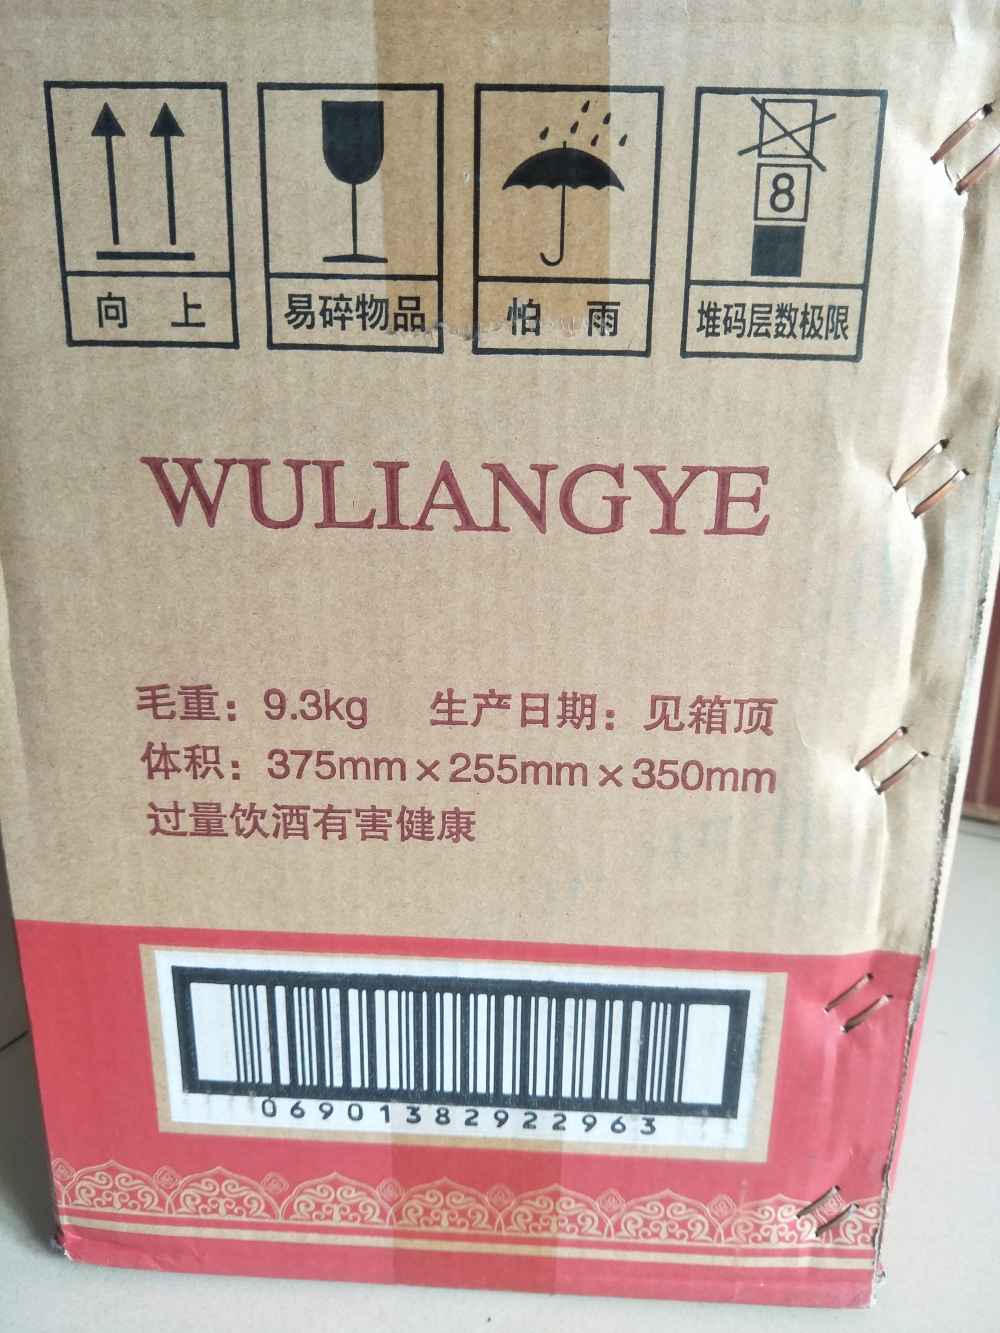 8
向 上 易碎物品 怕 雨 堆码层数极限
WULIANGYE
毛重：9.3kg 生产日期：见箱顶
体积：375mm×255mm×350mm
过量饮酒有害健康
06901382922963